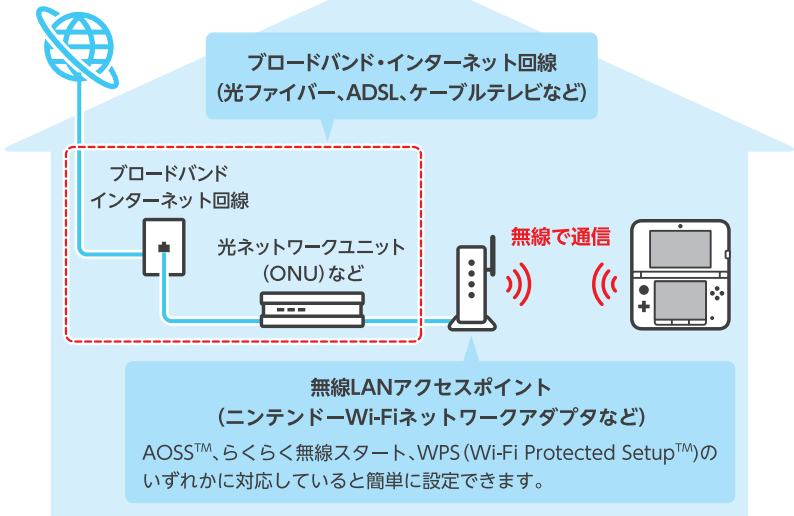 ブロードバンド・インターネット回線
(光ファイバー、ADSL、ケーブルテレビなど)
ブロードバンド
インターネット回線
光ネットワークユニット
(ONU)など
無線で通信
無線LANアクセスポイント
(ニンテンドーWi-Fiネットワークアダプタなど)
AOSS™、らくらく無線スタート、WPS(Wi-Fi Protected Setup™)の
いずれかに対応していると簡単に設定できます。